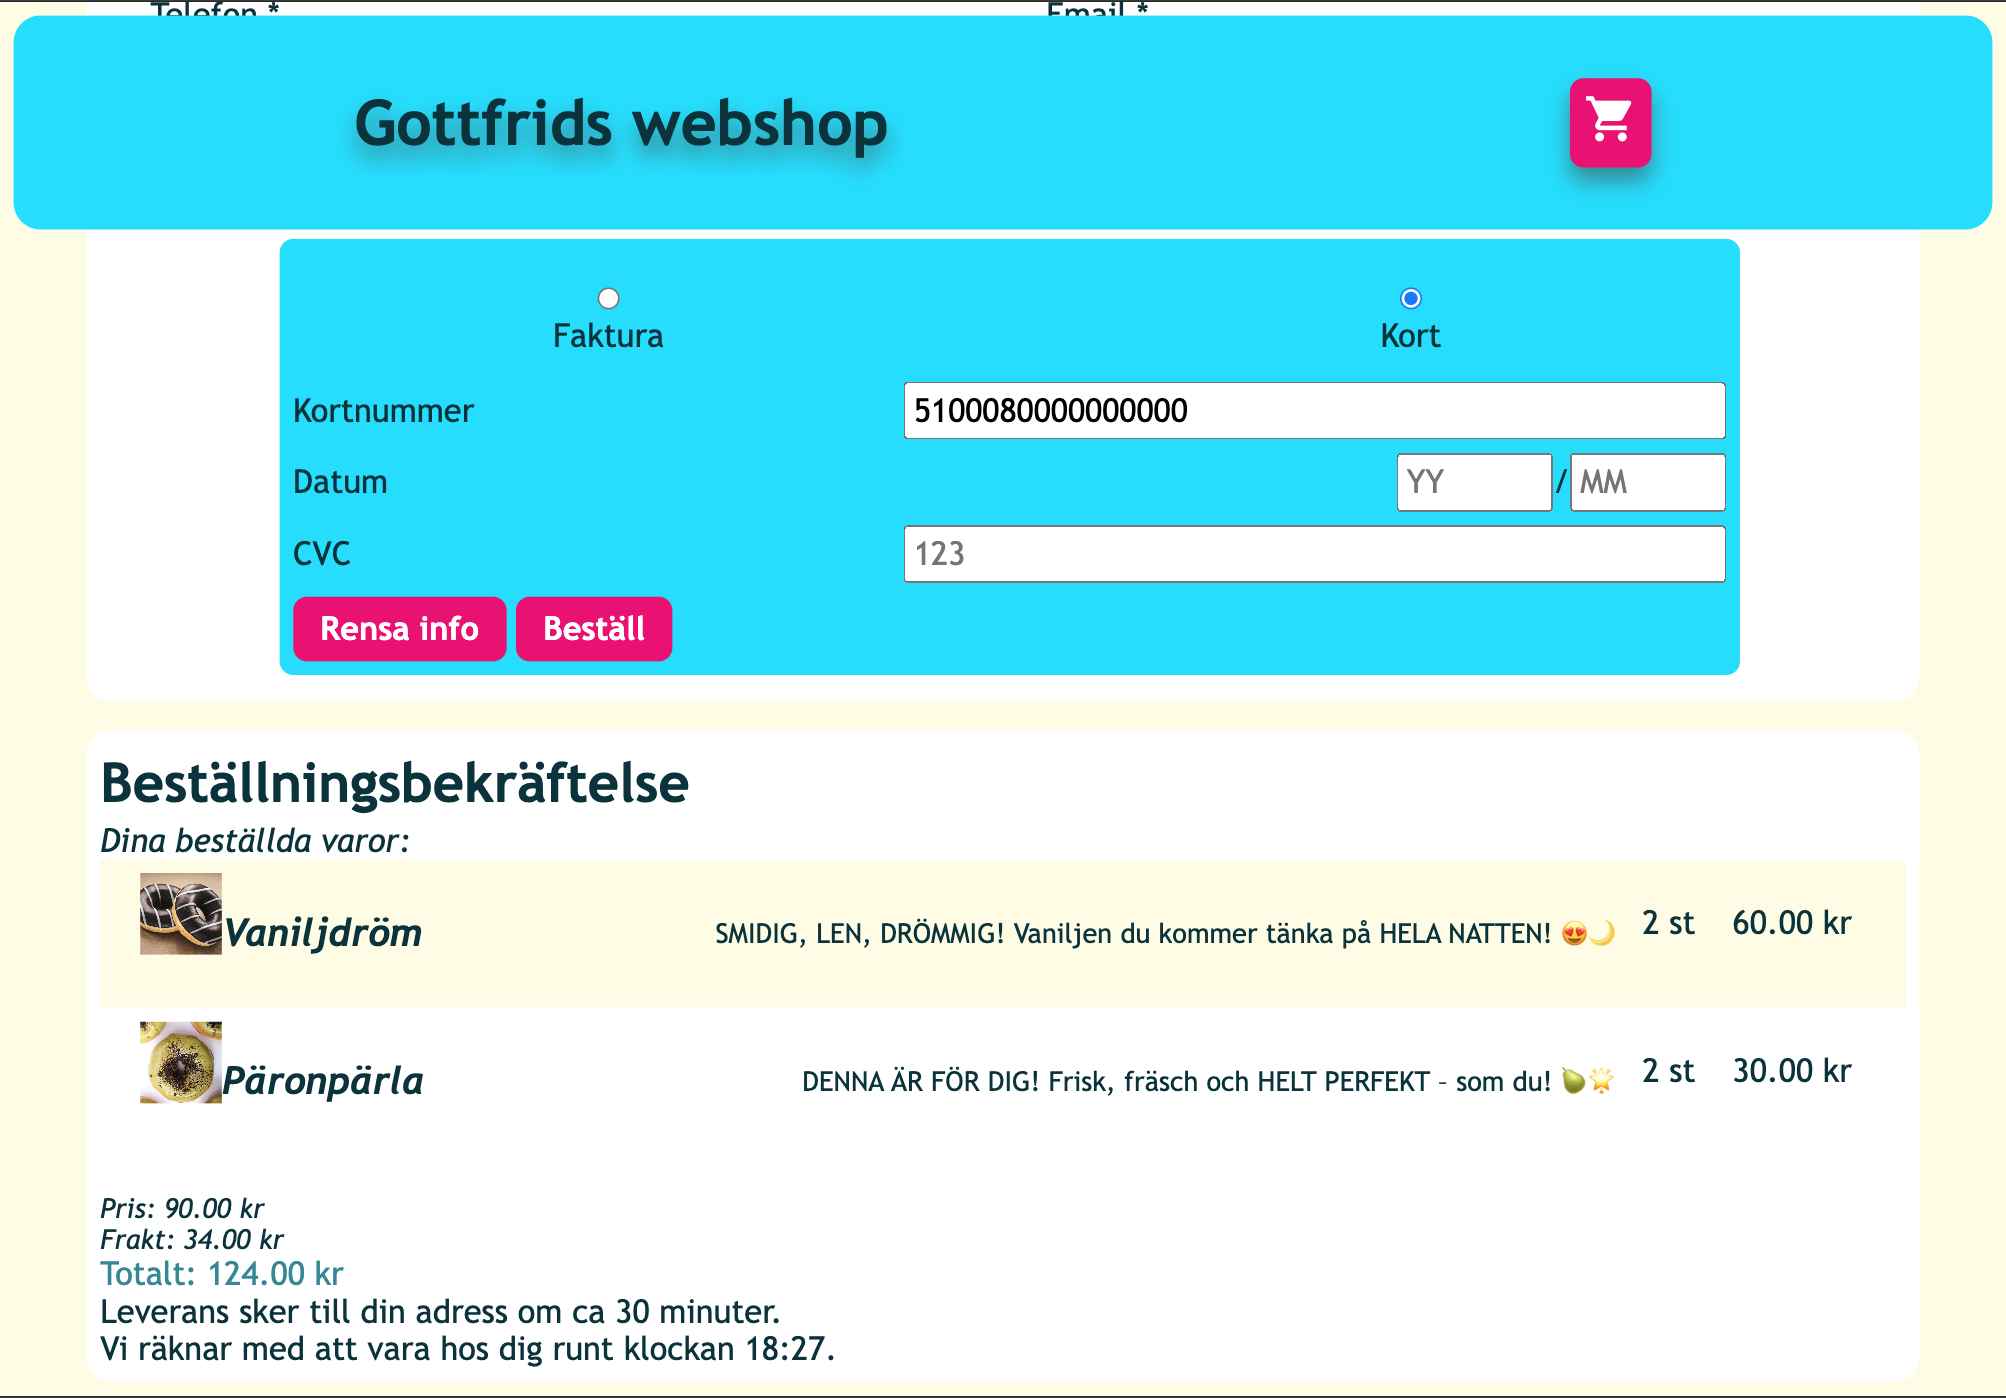 Telefon * Email *
Gottfrids webshop
Faktura Kort
Kortnummer 5100080000000000
Datum YY / MM
CVC 123
Rensa info Beställ
Beställningsbekräftelse
Dina beställda varor:
Vaniljdröm SMIDIG, LEN, DRÖMMIG! Vaniljen du kommer tänka på HELA NATTEN! 😍🌙 2 st 60.00 kr
Päronpärla DENNA ÄR FÖR DIG! Frisk, fräsch och HELT PERFEKT – som du! 🍐🌟 2 st 30.00 kr
Pris: 90.00 kr
Frakt: 34.00 kr
Totalt: 124.00 kr
Leverans sker till din adress om ca 30 minuter.
Vi räknar med att vara hos dig runt klockan 18:27.